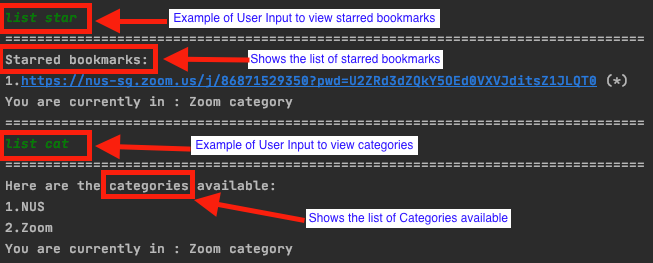 list star
Example of User Input to view starred bookmarks
================================================================================
Starred bookmarks:
Shows the list of starred bookmarks
1.https://nus-sg.zoom.us/j/86871529350?pwd=U2ZRd3dZQkY5OEd0VXVJditsZ1JLQT0 (*)
You are currently in : Zoom category
================================================================================
list cat
Example of User Input to view categories
================================================================================
Here are the categories available:
1.NUS
Shows the list of Categories available
2.Zoom
You are currently in : Zoom category